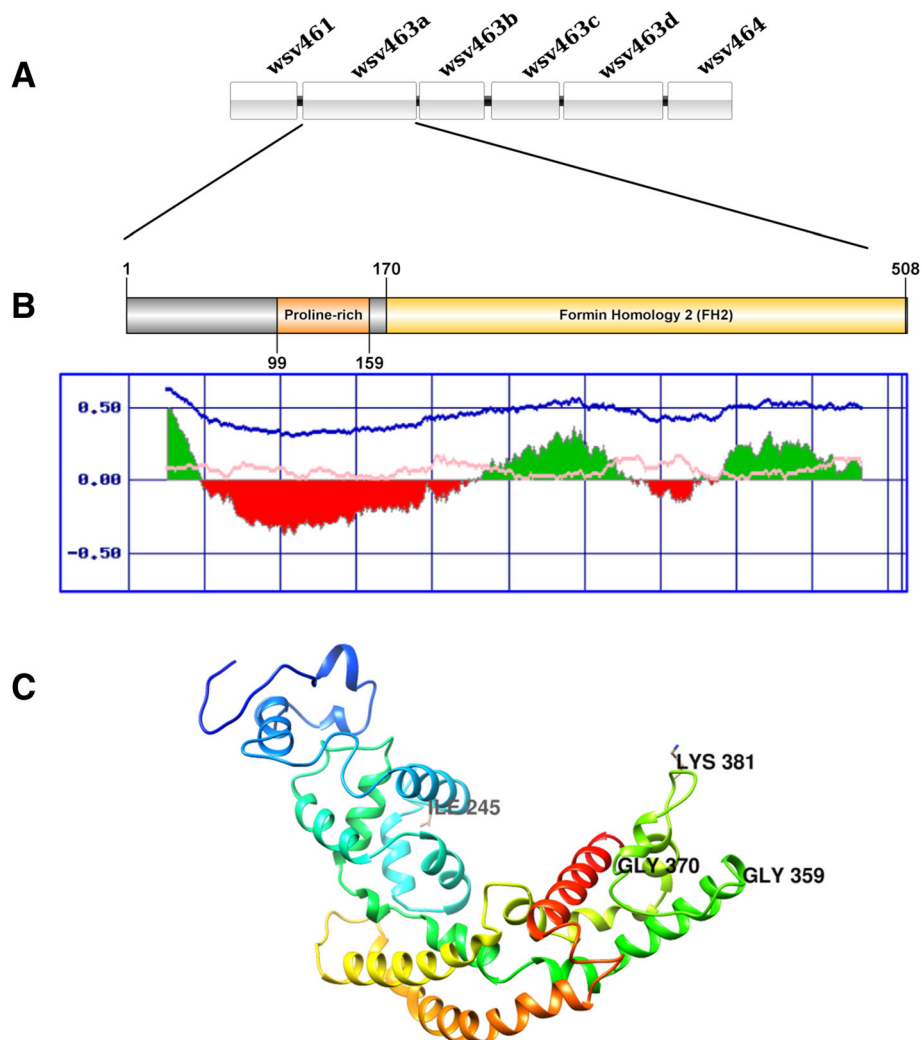 A
wsv461 wsv463a wsv463b wsv463c wsv463d wsv464
1 170 508
B
Proline-rich Formin Homology 2 (FH2)
99 159
0.50
0.00
-0.50
C
LYS 381
ILE 245
GLY 370
GLY 359